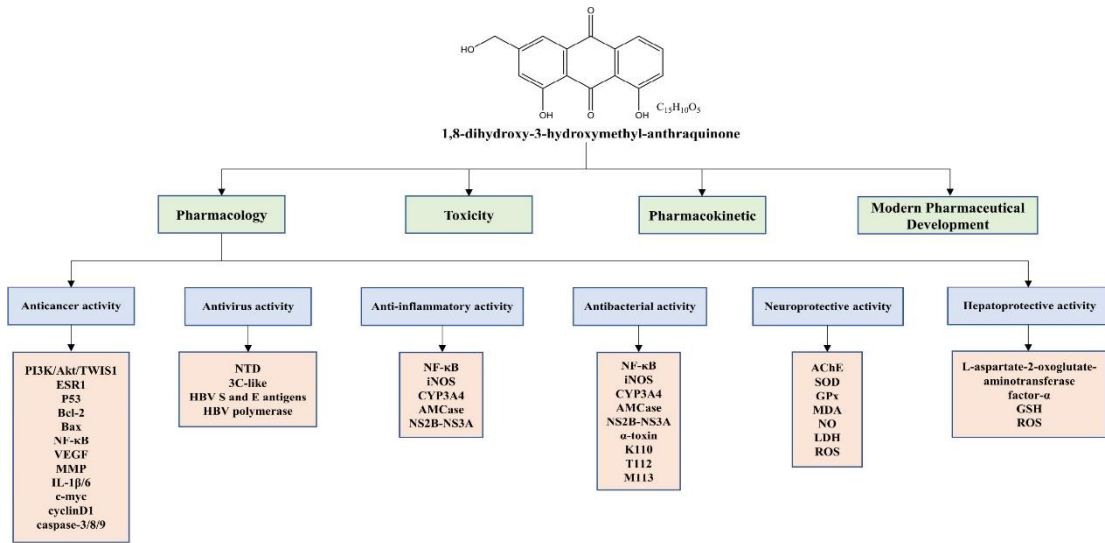 O
HO
OH
O
OH
C15H10O5
1,8-dihydroxy-3-hydroxymethyl-anthraquinone
Pharmacology
Toxicity
Pharmacokinetic
Modern Pharmaceutical
Development
Anticancer activity
Antivirus activity
Anti-inflammatory activity
Antibacterial activity
Neuroprotective activity
Hepatoprotective activity
PI3K/Akt/TWIS1
ESR1
P53
Bcl-2
Bax
NF-κB
VEGF
MMP
IL-1β/6
c-myc
cyclinD1
caspase-3/8/9
NTD
3C-like
HBV S and E antigens
HBV polymerase
NF-κB
iNOS
CYP3A4
AMCase
NS2B-NS3A
NF-κB
iNOS
CYP3A4
AMCase
NS2B-NS3A
α-toxin
K110
T112
M113
AChE
SOD
GPx
MDA
NO
LDH
ROS
L-aspartate-2-oxoglutate-
aminotransferase
factor-α
GSH
ROS